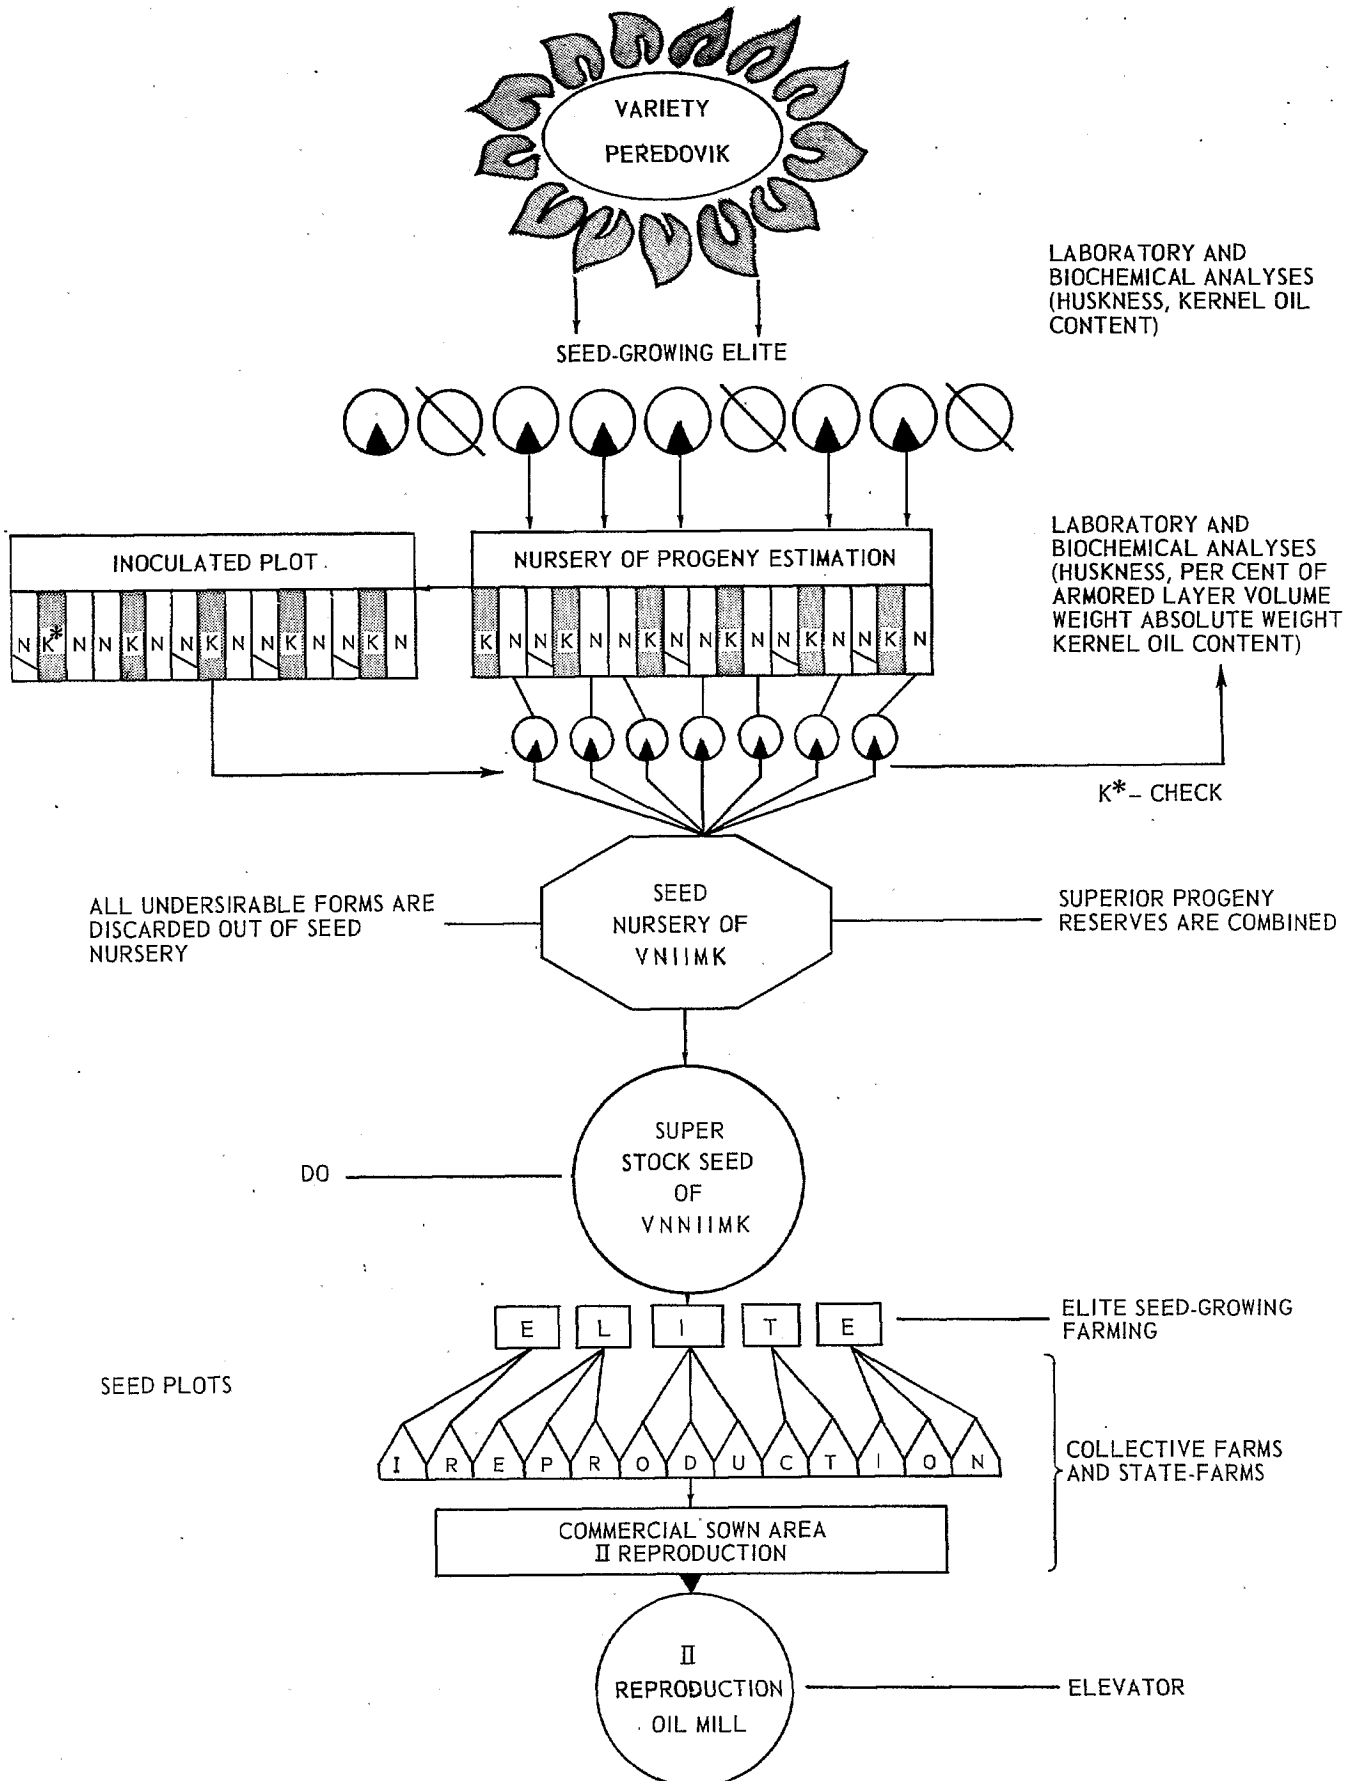 VARIETY
PEREDOVIK
LABORATORY AND
BIOCHEMICAL ANALYSES
(HUSKNESS, KERNEL OIL
CONTENT)
SEED-GROWING ELITE
INOCULATED PLOT
NURSERY OF PROGENY ESTIMATION
LABORATORY AND
BIOCHEMICAL ANALYSES
(HUSKNESS, PER CENT OF
ARMORED LAYER VOLUME
WEIGHT ABSOLUTE WEIGHT
KERNEL OIL CONTENT)
N K* N N K N N K N N K N N K N
K N N K N N K N N K N N K N N K N
K* – CHECK
SEED
NURSERY OF
VNIIMK
ALL UNDERSIRABLE FORMS ARE
DISCARDED OUT OF SEED
NURSERY
SUPERIOR PROGENY
RESERVES ARE COMBINED
SUPER
STOCK SEED
OF
VNNIIMK
DO
E L I T E
ELITE SEED-GROWING
FARMING
SEED PLOTS
I R E P R O D U C T I O N
COLLECTIVE FARMS
AND STATE-FARMS
COMMERCIAL SOWN AREA
II REPRODUCTION
II
REPRODUCTION
OIL MILL
ELEVATOR